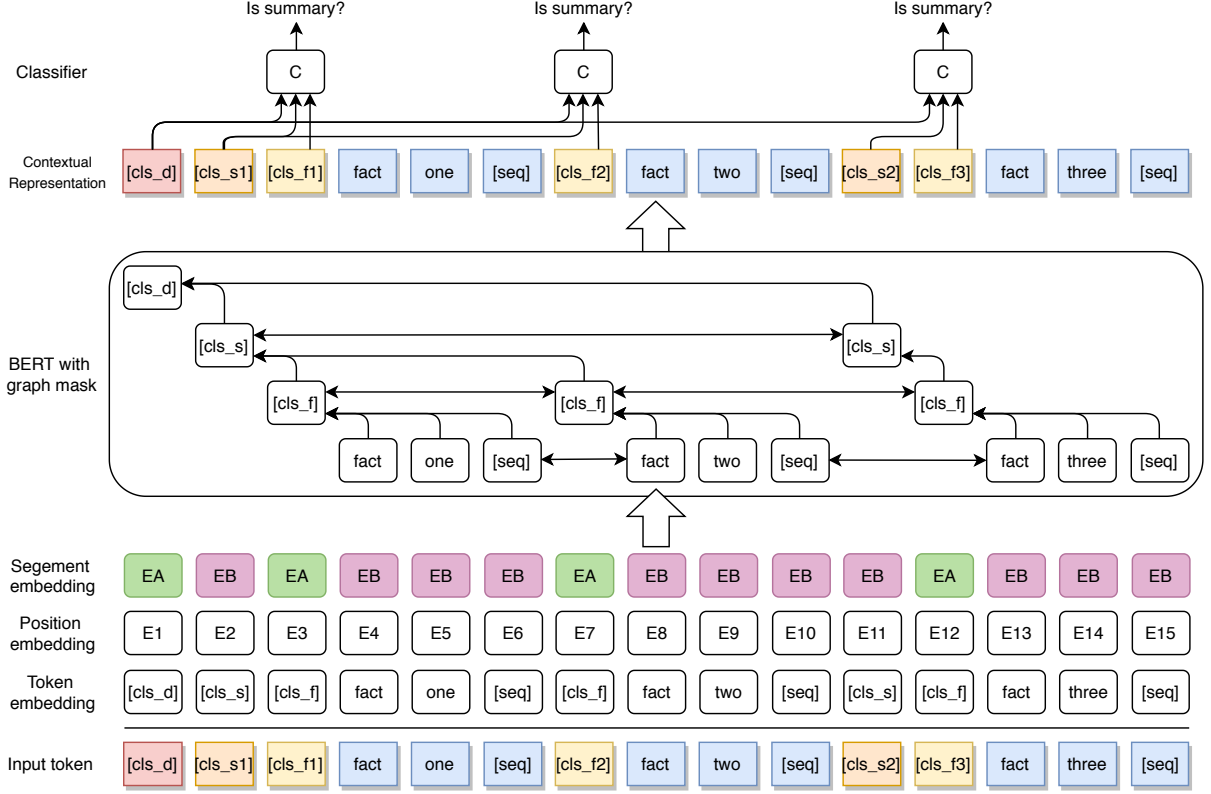 Is summary? Is summary? Is summary?
Classifier C C C
Contextual
Representation
[cls_d] [cls_s1] [cls_f1] fact one [seq] [cls_f2] fact two [seq] [cls_s2] [cls_f3] fact three [seq]
[cls_d]
[cls_s] [cls_s]
BERT with
graph mask
[cls_f] [cls_f] [cls_f]
fact one [seq] fact two [seq] fact three [seq]
Segement
embedding
EA EB EA EB EB EB EA EB EB EB EB EA EB EB EB
Position
embedding
E1 E2 E3 E4 E5 E6 E7 E8 E9 E10 E11 E12 E13 E14 E15
Token
embedding
[cls_d] [cls_s] [cls_f] fact one [seq] [cls_f] fact two [seq] [cls_s] [cls_f] fact three [seq]
Input token [cls_d] [cls_s1] [cls_f1] fact one [seq] [cls_f2] fact two [seq] [cls_s2] [cls_f3] fact three [seq]